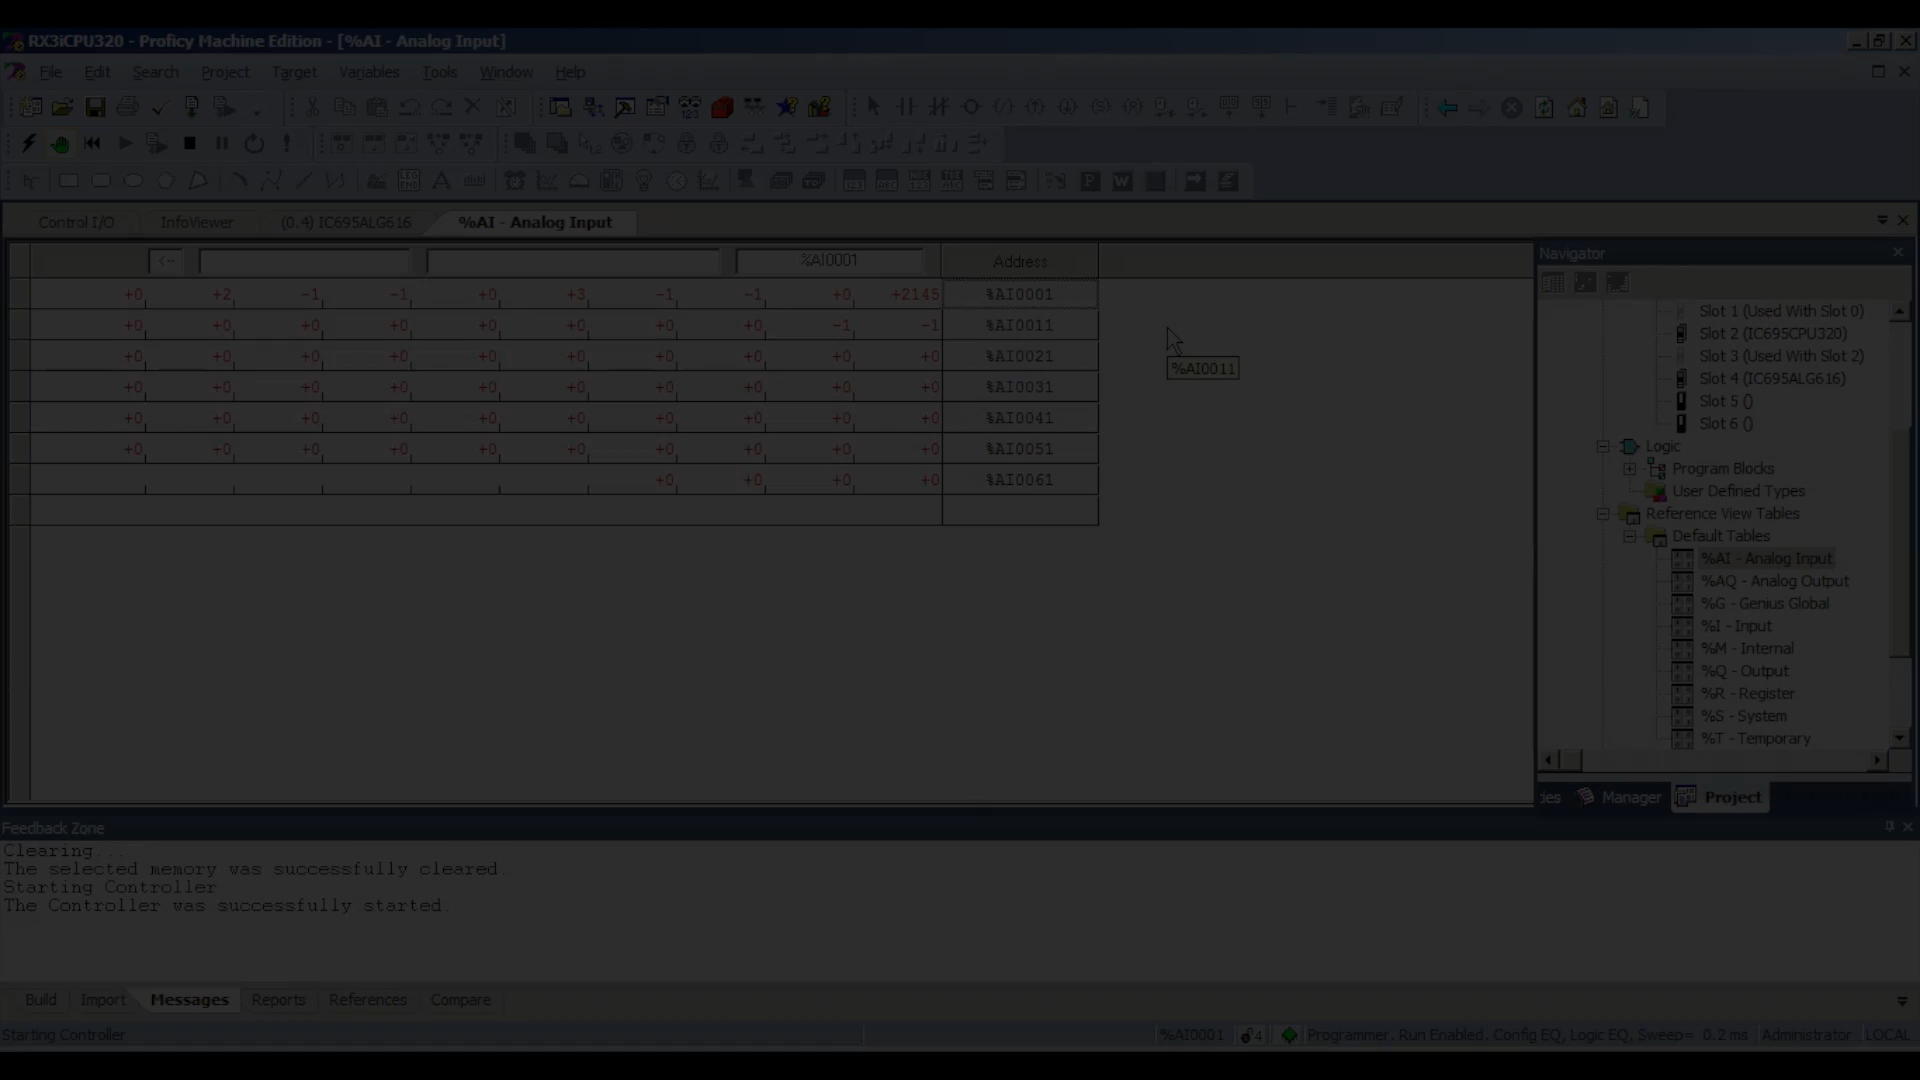 RX3iCPU320 - Proficy Machine Edition - [%AI - Analog Input]
File Edit Search Project Target Variables Tools Window Help
Control I/O InfoViewer (0.4) IC695ALG616 %AI - Analog Input
<-- %AI0001 Address
+0 +2 -1 -1 +0 +3 -1 -1 +0 +2145 %AI0001
+0 +0 +0 +0 +0 +0 +0 +0 -1 -1 %AI0011
+0 +0 +0 +0 +0 +0 +0 +0 +0 +0 %AI0021
+0 +0 +0 +0 +0 +0 +0 +0 +0 +0 %AI0031
+0 +0 +0 +0 +0 +0 +0 +0 +0 +0 %AI0041
+0 +0 +0 +0 +0 +0 +0 +0 +0 +0 %AI0051
+0 +0 +0 +0 %AI0061
%AI0011
Navigator
Slot 1 (Used With Slot 0)
Slot 2 (IC695CPU320)
Slot 3 (Used With Slot 2)
Slot 4 (IC695ALG616)
Slot 5 ()
Slot 6 ()
Logic
Program Blocks
User Defined Types
Reference View Tables
Default Tables
%AI - Analog Input
%AQ - Analog Output
%G - Genius Global
%I - Input
%M - Internal
%Q - Output
%R - Register
%S - System
%T - Temporary
Manager Project
Feedback Zone
Clearing...
The selected memory was successfully cleared.
Starting Controller
The Controller was successfully started.
Build Import Messages Reports References Compare
Starting Controller %AI0001 4 Programmer, Run Enabled, Config EQ, Logic EQ, Sweep= 0.2 ms Administrator LOCAL